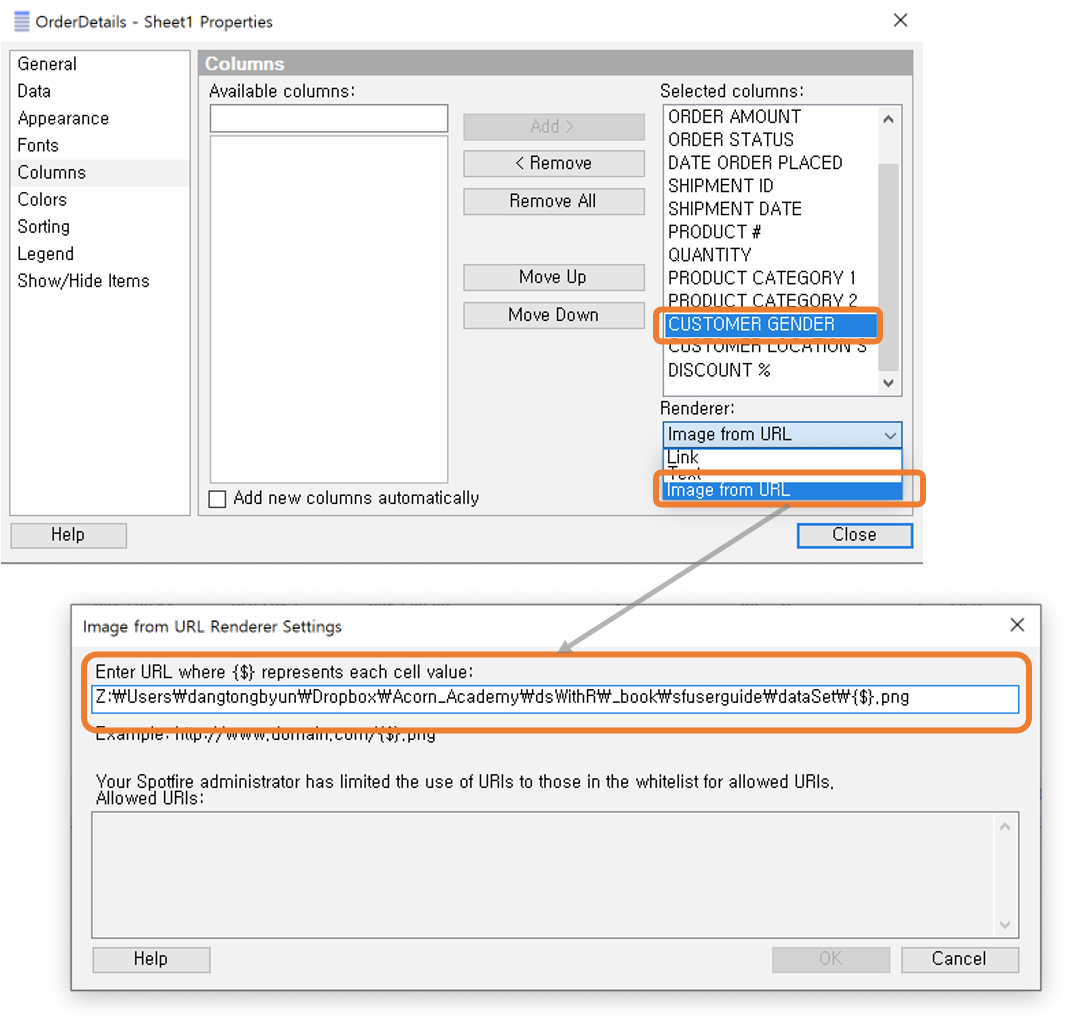 OrderDetails - Sheet1 Properties
General
Data
Appearance
Fonts
Columns
Colors
Sorting
Legend
Show/Hide Items
Columns
Available columns:
Add >
< Remove
Remove All
Move Up
Move Down
Selected columns:
ORDER AMOUNT
ORDER STATUS
DATE ORDER PLACED
SHIPMENT ID
SHIPMENT DATE
PRODUCT #
QUANTITY
PRODUCT CATEGORY 1
PRODUCT CATEGORY 2
CUSTOMER GENDER
CUSTOMER LOCATION S
DISCOUNT %
Renderer:
Image from URL
Link
Text
Image from URL
Add new columns automatically
Help
Close
Image from URL Renderer Settings
Enter URL where {$} represents each cell value:
Z:₩Users₩dangtongbyun₩Dropbox₩Acorn_Academy₩dsWithR₩_book₩sfuserguide₩dataSet₩{$}.png
Example: http://www.domain.com/{$}.png
Your Spotfire administrator has limited the use of URIs to those in the whitelist for allowed URIs.
Allowed URIs:
Help
OK
Cancel